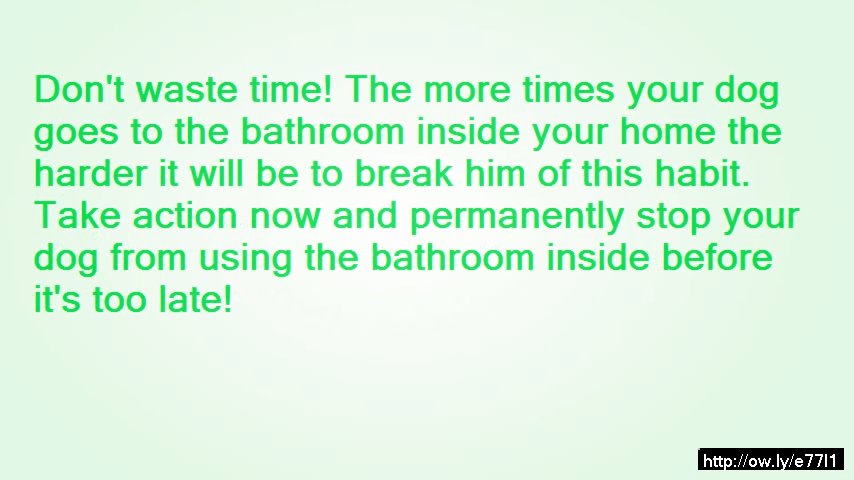 Don't waste time! The more times your dog
goes to the bathroom inside your home the
harder it will be to break him of this habit.
Take action now and permanently stop your
dog from using the bathroom inside before
it's too late!
http://ow.ly/e77l1